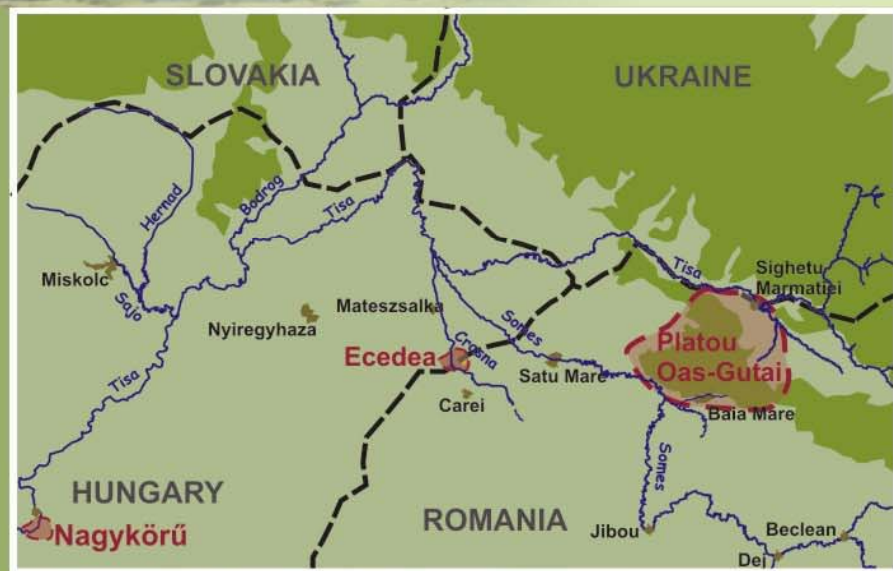 SLOVAKIA
UKRAINE
Hernad
Bodrog
Tisa
Tisa
Sighetu
Marmatiei
Miskolc
Sajo
Nyiregyhaza
Mateszsalka
Somes
Platou
Oas-Gutai
Ecedea
Crasna
Satu Mare
Tisa
Carei
Baia Mare
HUNGARY
Somes
Nagykörű
ROMANIA
Jibou
Beclean
Dej